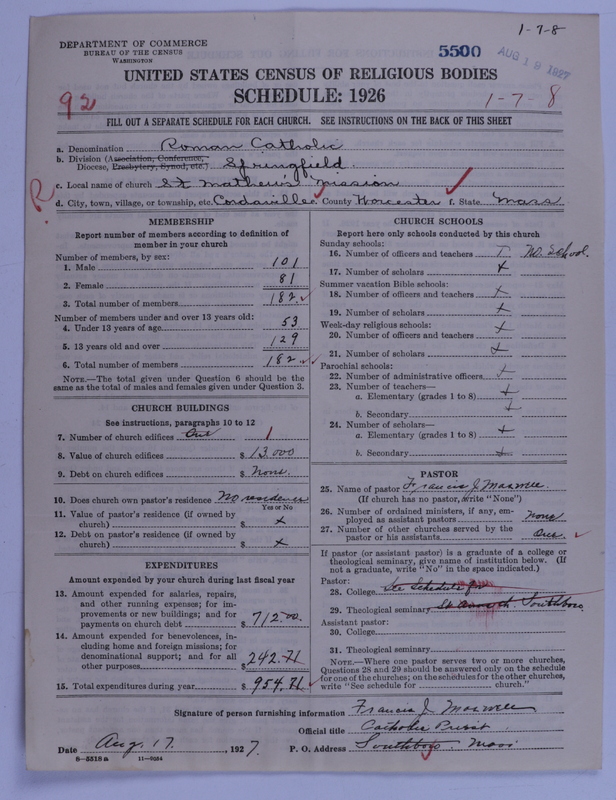 1-7-8
DEPARTMENT OF COMMERCE
BUREAU OF THE CENSUS
WASHINGTON
5500
AUG 19 1927
UNITED STATES CENSUS OF RELIGIOUS BODIES
92
SCHEDULE: 1926
1-7-8
FILL OUT A SEPARATE SCHEDULE FOR EACH CHURCH. SEE INSTRUCTIONS ON THE BACK OF THIS SHEET
a. Denomination Roman Catholic
b. Division (Association, Conference,
Diocese, Presbytery, Synod, etc.) Springfield.
R
c. Local name of church St Mathew's Mission
d. City, town, village, or township, etc. Cordaville e. County Worcester f. State Mass
MEMBERSHIP
Report number of members according to definition of
member in your church
Number of members, by sex:
1. Male 101
2. Female 81
3. Total number of members 182
Number of members under and over 13 years old:
4. Under 13 years of age 53
5. 13 years old and over 129
6. Total number of members 182
NOTE.—The total given under Question 6 should be
same as the total of males and females given under Question 3.
CHURCH BUILDINGS
See instructions, paragraphs 10 to 12
7. Number of church edifices One 1
8. Value of church edifices $ 13,000
9. Debt on church edifices $ None.
10. Does church own pastor's residence No residence
Yes or No
11. Value of pastor's residence (if owned by
church) $ x
12. Debt on pastor's residence (if owned by
church) $ x
EXPENDITURES
Amount expended by your church during last fiscal year
13. Amount expended for salaries, repairs,
and other running expenses; for im-
provements or new buildings; and for
payments on church debt $ 712.00.
14. Amount expended for benevolences, in-
cluding home and foreign missions; for
denominational support; and for all
other purposes $ 242.71
15. Total expenditures during year $ 954.71
CHURCH SCHOOLS
Report here only schools conducted by this church
Sunday schools:
16. Number of officers and teachers No School.
17. Number of scholars x
Summer vacation Bible schools:
18. Number of officers and teachers x
19. Number of scholars x
Week-day religious schools:
20. Number of officers and teachers x
21. Number of scholars x
Parochial schools:
22. Number of administrative officers x
23. Number of teachers—
a. Elementary (grades 1 to 8) x
b. Secondary x
24. Number of scholars—
a. Elementary (grades 1 to 8) x
b. Secondary x
PASTOR
25. Name of pastor Francis J. Maxwell
(If church has no pastor, write "None")
26. Number of ordained ministers, if any, em-
ployed as assistant pastors none
27. Number of other churches served by the
pastor or his assistants One
If pastor (or assistant pastor) is a graduate of a college or
theological seminary, give name of institution below. (If
not a graduate, write "No" in the space indicated.)
Pastor:
28. College See Schedule for
29. Theological seminary Southboro
Assistant pastor:
30. College
31. Theological seminary
NOTE.—Where one pastor serves two or more churches,
Questions 28 and 29 should be answered only on the schedule
for one of the churches; on the schedules for the other churches,
write "See schedule for church."
Signature of person furnishing information Francis J. Maxwell
Official title Catholic Priest
Date Aug. 17. , 1927. P. O. Address Southboro. Mass
8—5518a 11—9554